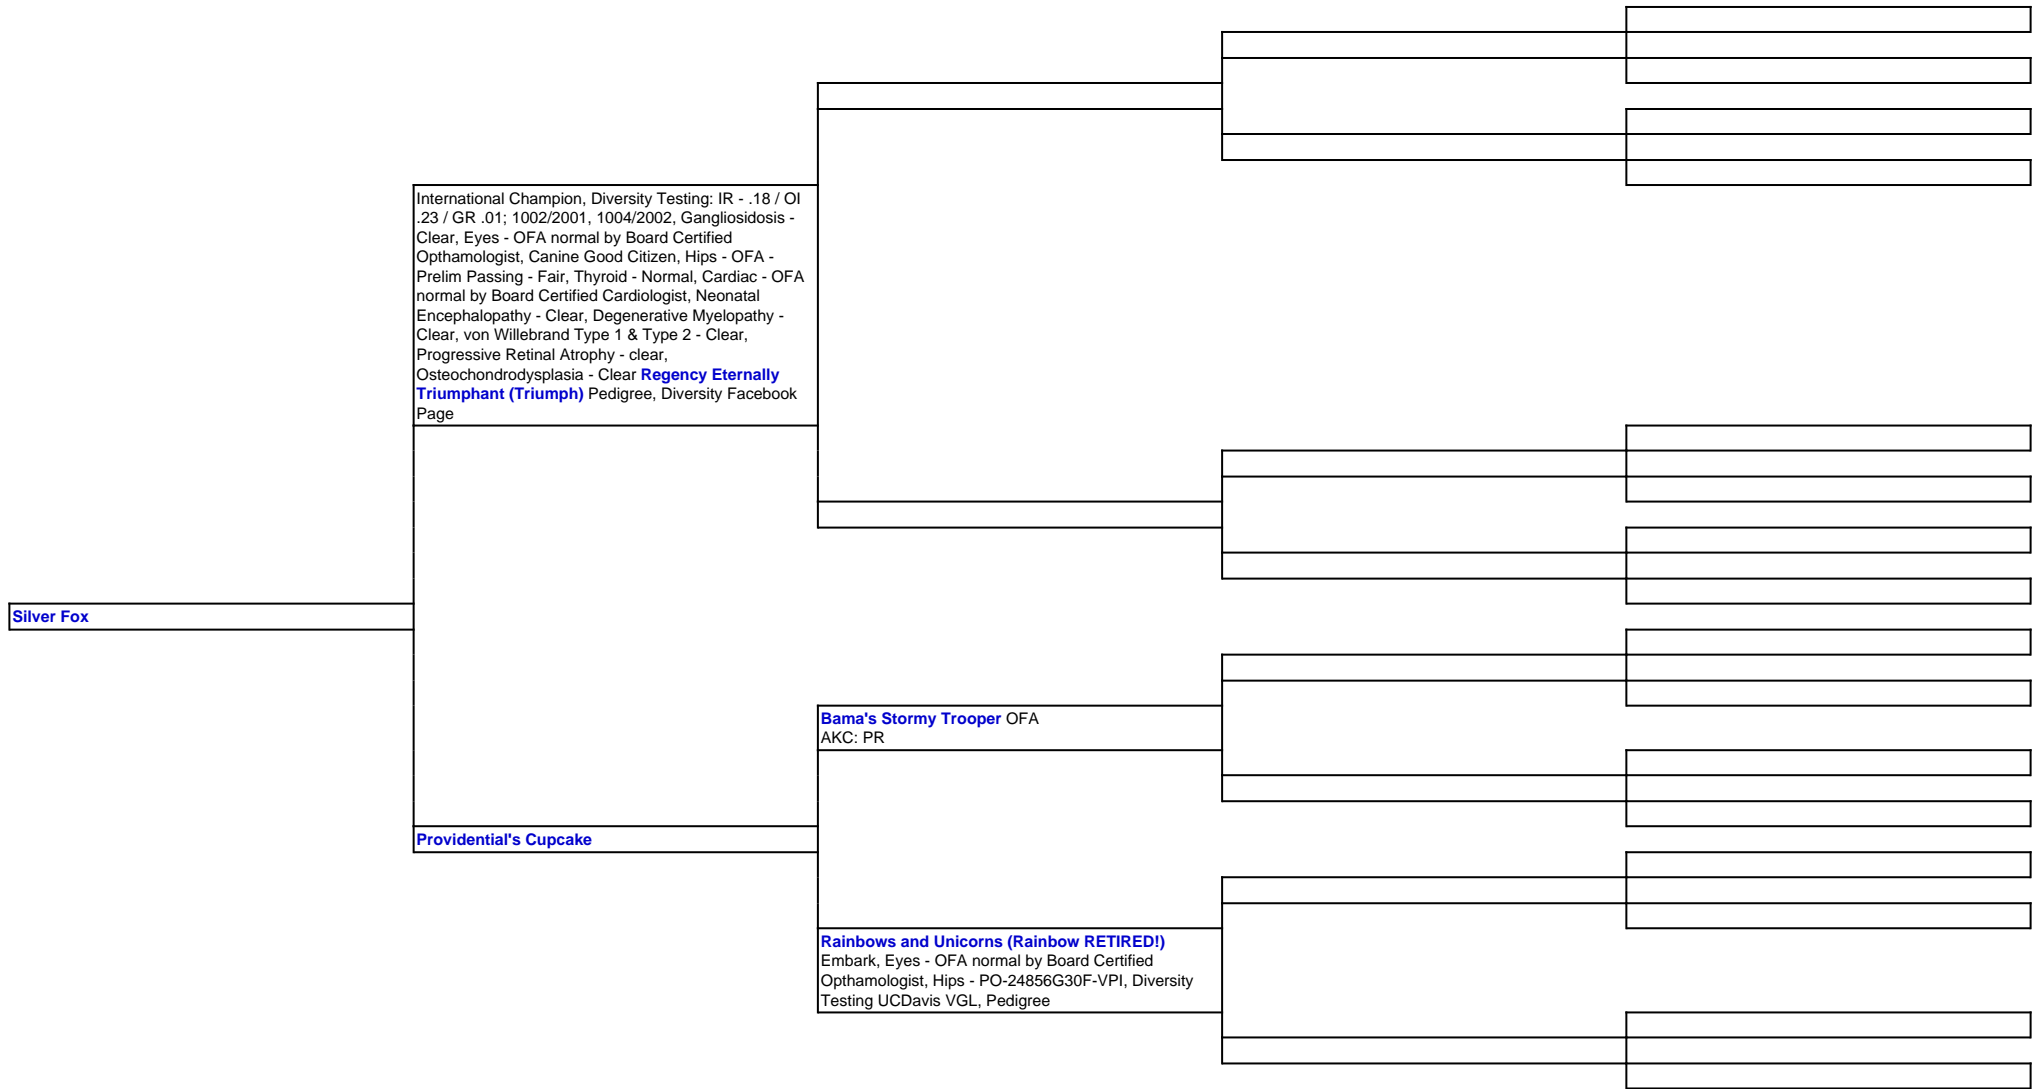 International Champion, Diversity Testing: IR - .18 / OI
.23 / GR .01; 1002/2001, 1004/2002, Gangliosidosis -
Clear, Eyes - OFA normal by Board Certified
Opthamologist, Canine Good Citizen, Hips - OFA -
Prelim Passing - Fair, Thyroid - Normal, Cardiac - OFA
normal by Board Certified Cardiologist, Neonatal
Encephalopathy - Clear, Degenerative Myelopathy -
Clear, von Willebrand Type 1 & Type 2 - Clear,
Progressive Retinal Atrophy - clear,
Osteochondrodysplasia - Clear Regency Eternally
Triumphant (Triumph) Pedigree, Diversity Facebook
Page
Silver Fox
Bama's Stormy Trooper OFA
AKC: PR
Providential's Cupcake
Rainbows and Unicorns (Rainbow RETIRED!)
Embark, Eyes - OFA normal by Board Certified
Opthamologist, Hips - PO-24856G30F-VPI, Diversity
Testing UCDavis VGL, Pedigree